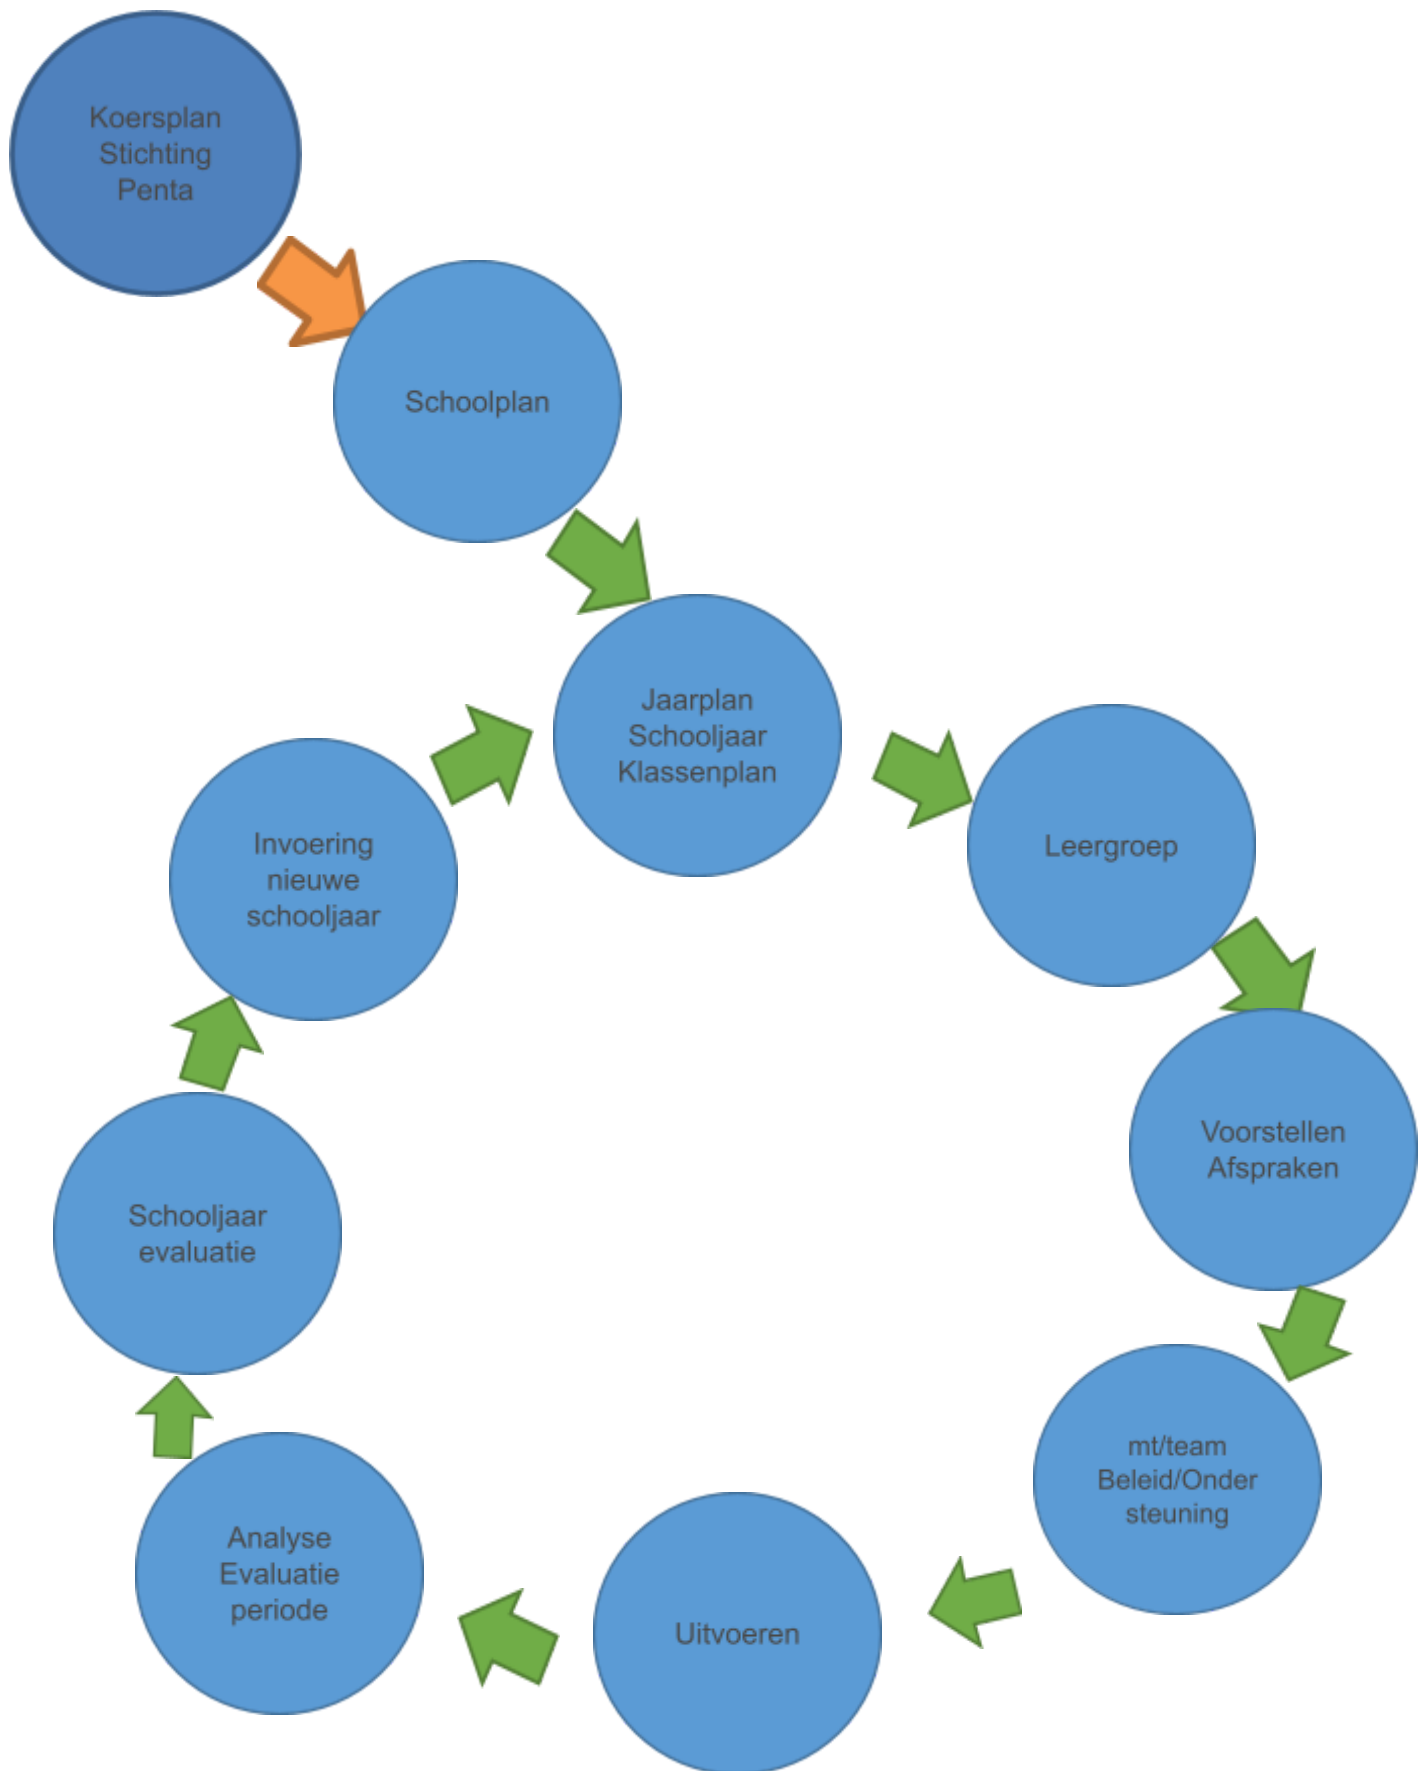 Koersplan
Stichting
Penta
Schoolplan
Jaarplan
Schooljaar
Klassenplan
Leergroep
Voorstellen
Afspraken
mt/team
Beleid/Onder
steuning
Uitvoeren
Analyse
Evaluatie
periode
Schooljaar
evaluatie
Invoering
nieuwe
schooljaar